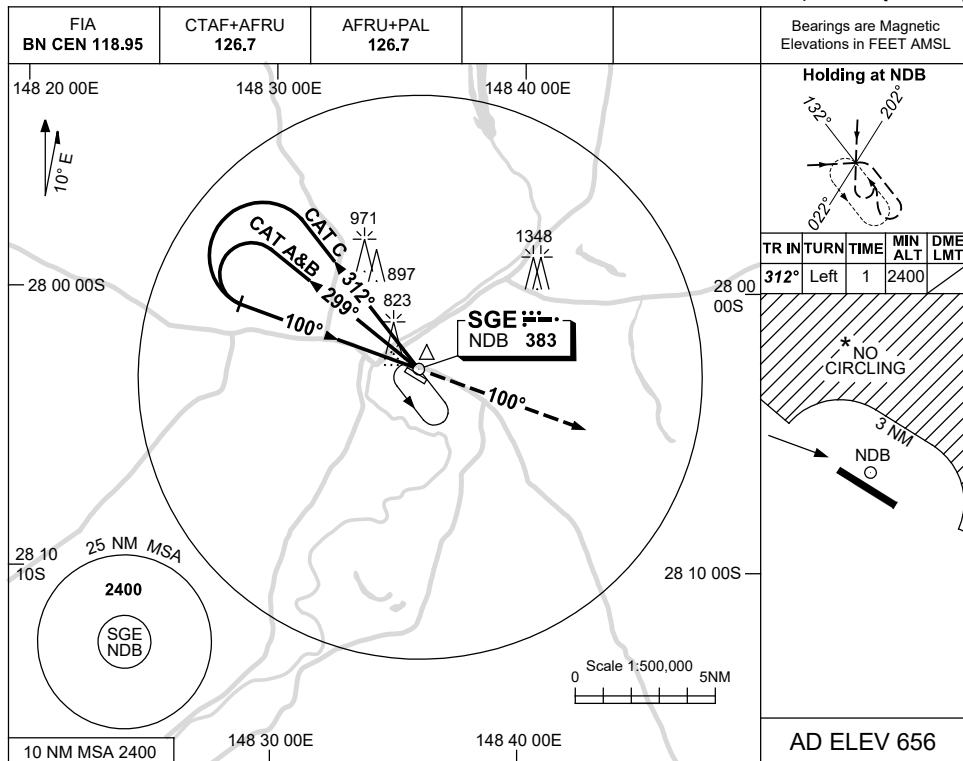 FIA
BN CEN 118.95
CTAF+AFRU
126.7
AFRU+PAL
126.7
Bearings are Magnetic
Elevations in FEET AMSL
148 20 00E
148 30 00E
148 40 00E
10° E
Holding at NDB
132°
202°
022°
TR IN
TURN
TIME
MIN ALT
DME LMT
312°
Left
1
2400
971
897
823
1348
CAT C
CAT A&B
312°
299°
100°
28 00 00S
28 00
00S
SGE
NDB 383
100°
* NO
CIRCLING
3 NM
NDB
28 10
10S
28 10 00S
25 NM MSA
2400
SGE
NDB
Scale 1:500,000
0
5NM
10 NM MSA 2400
148 30 00E
148 40 00E
AD ELEV 656